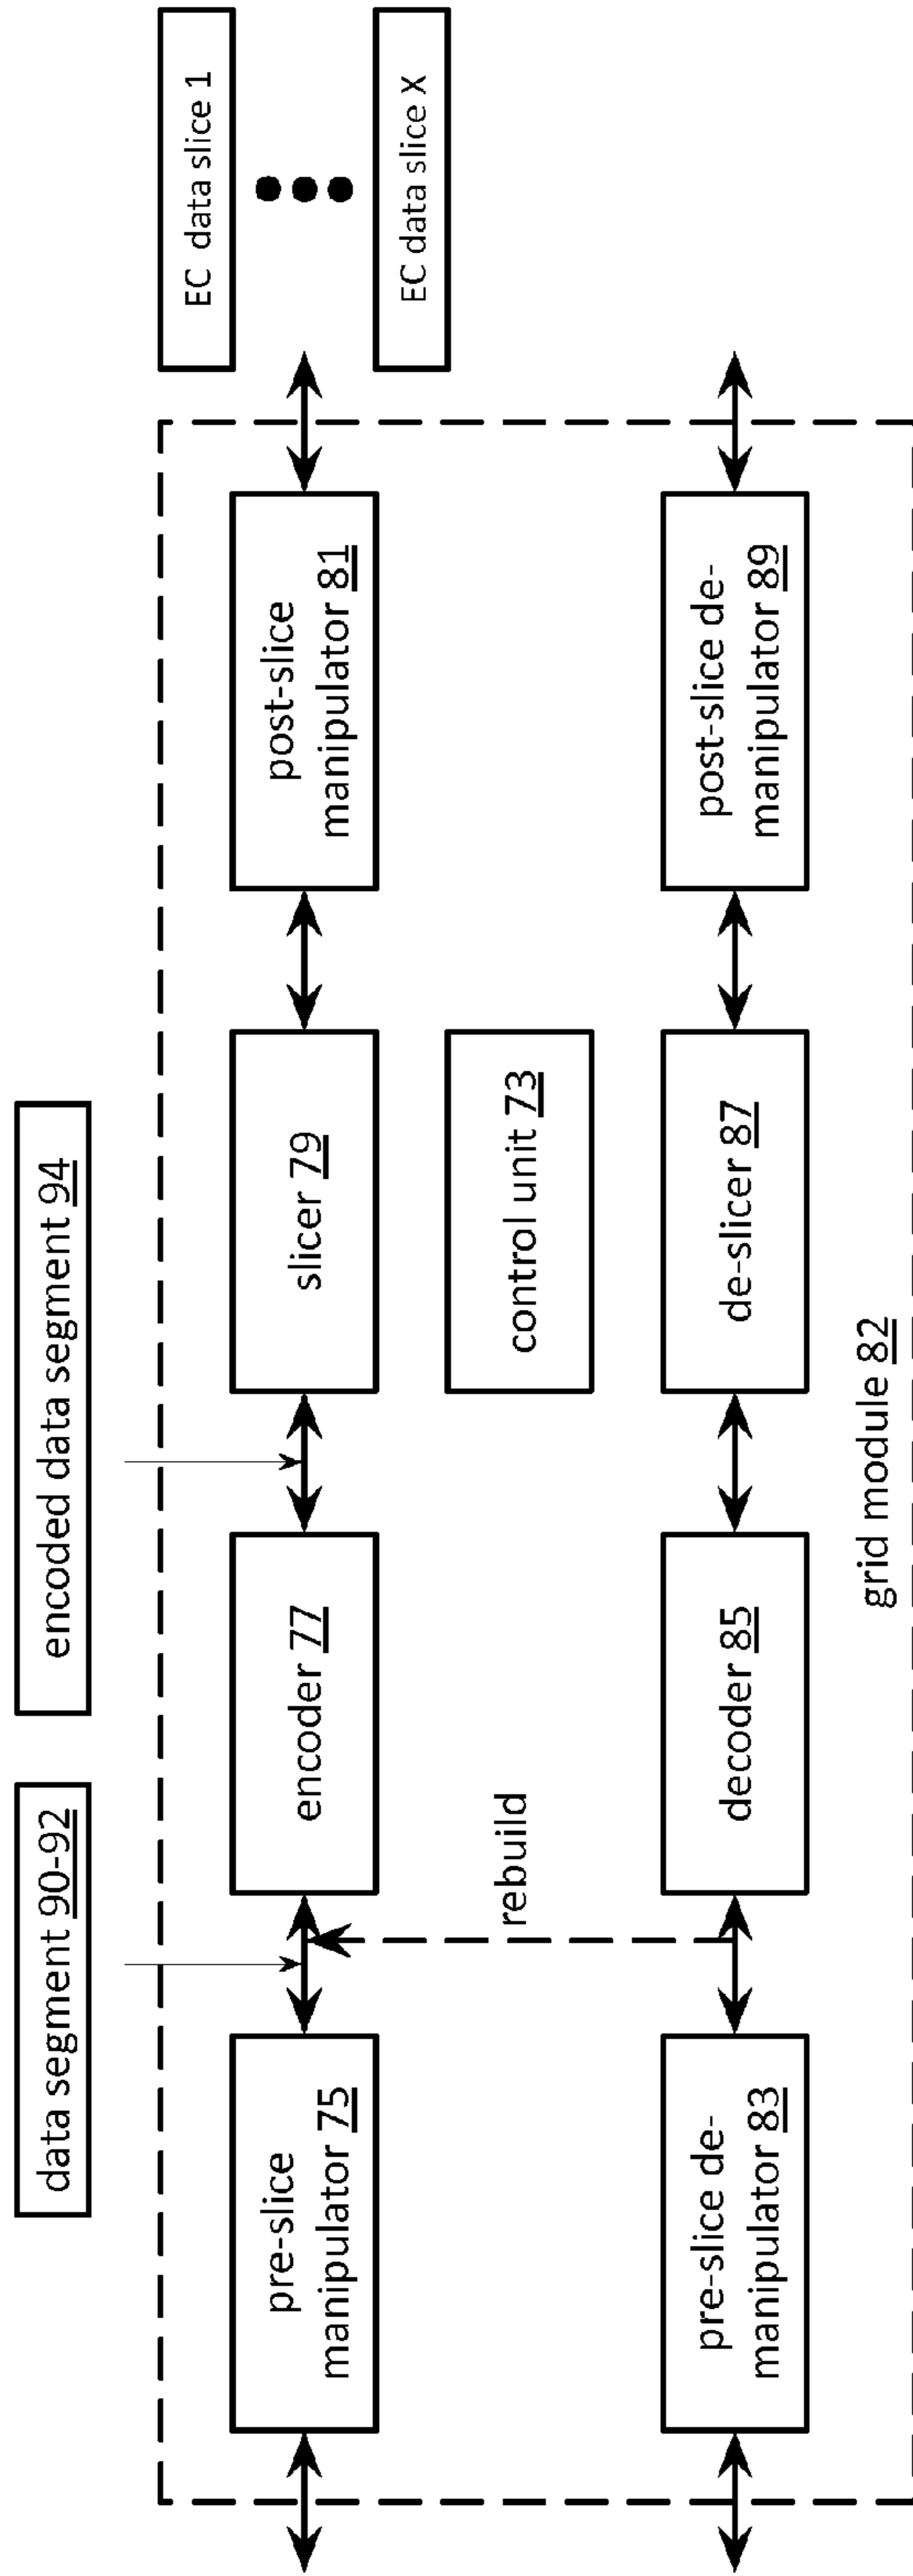 data segment 90-92
encoded data segment 94
pre-slice
manipulator 75
encoder 77
slicer 79
post-slice
manipulator 81
EC data slice 1
EC data slice X
rebuild
control unit 73
pre-slice de-
manipulator 83
decoder 85
de-slicer 87
post-slice de-
manipulator 89
grid module 82